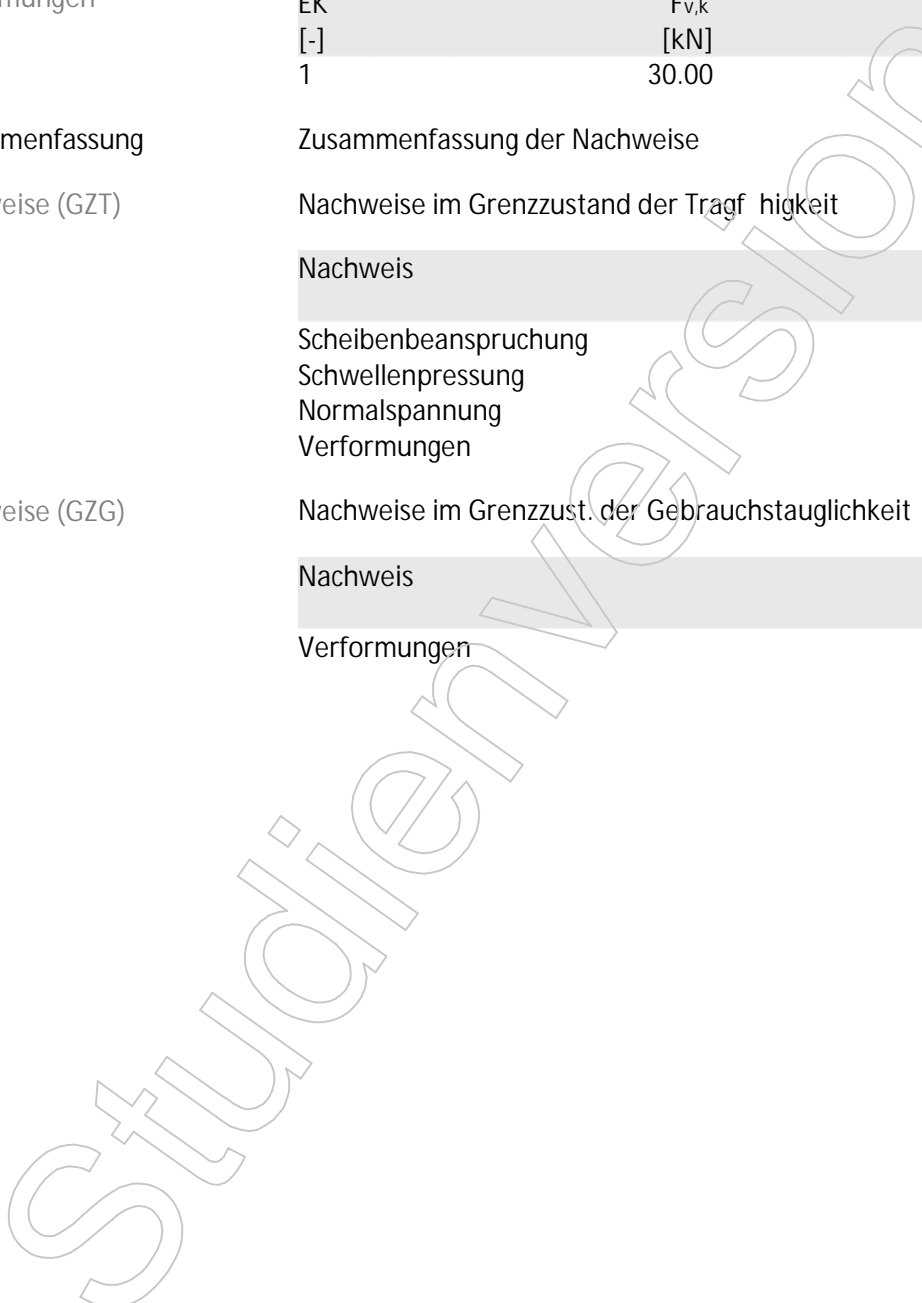 EK Fv,k
[-] [kN]
1 30.00
menfassung Zusammenfassung der Nachweise
eise (GZT) Nachweise im Grenzzustand der Tragf higkeit
Nachweis
Scheibenbeanspruchung
Schwellenpressung
Normalspannung
Verformungen
eise (GZG) Nachweise im Grenzzust. der Gebrauchstauglichkeit
Nachweis
Verformungen
Studienversion